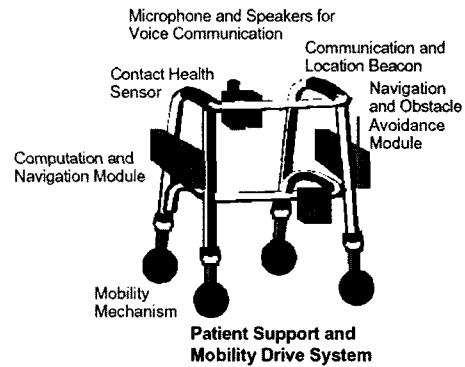 Microphone and Speakers for
Voice Communication
Communication and
Location Beacon
Contact Health
Sensor
Navigation
and Obstacle
Avoidance
Module
Computation and
Navigation Module
Mobility
Mechanism
Patient Support and
Mobility Drive System